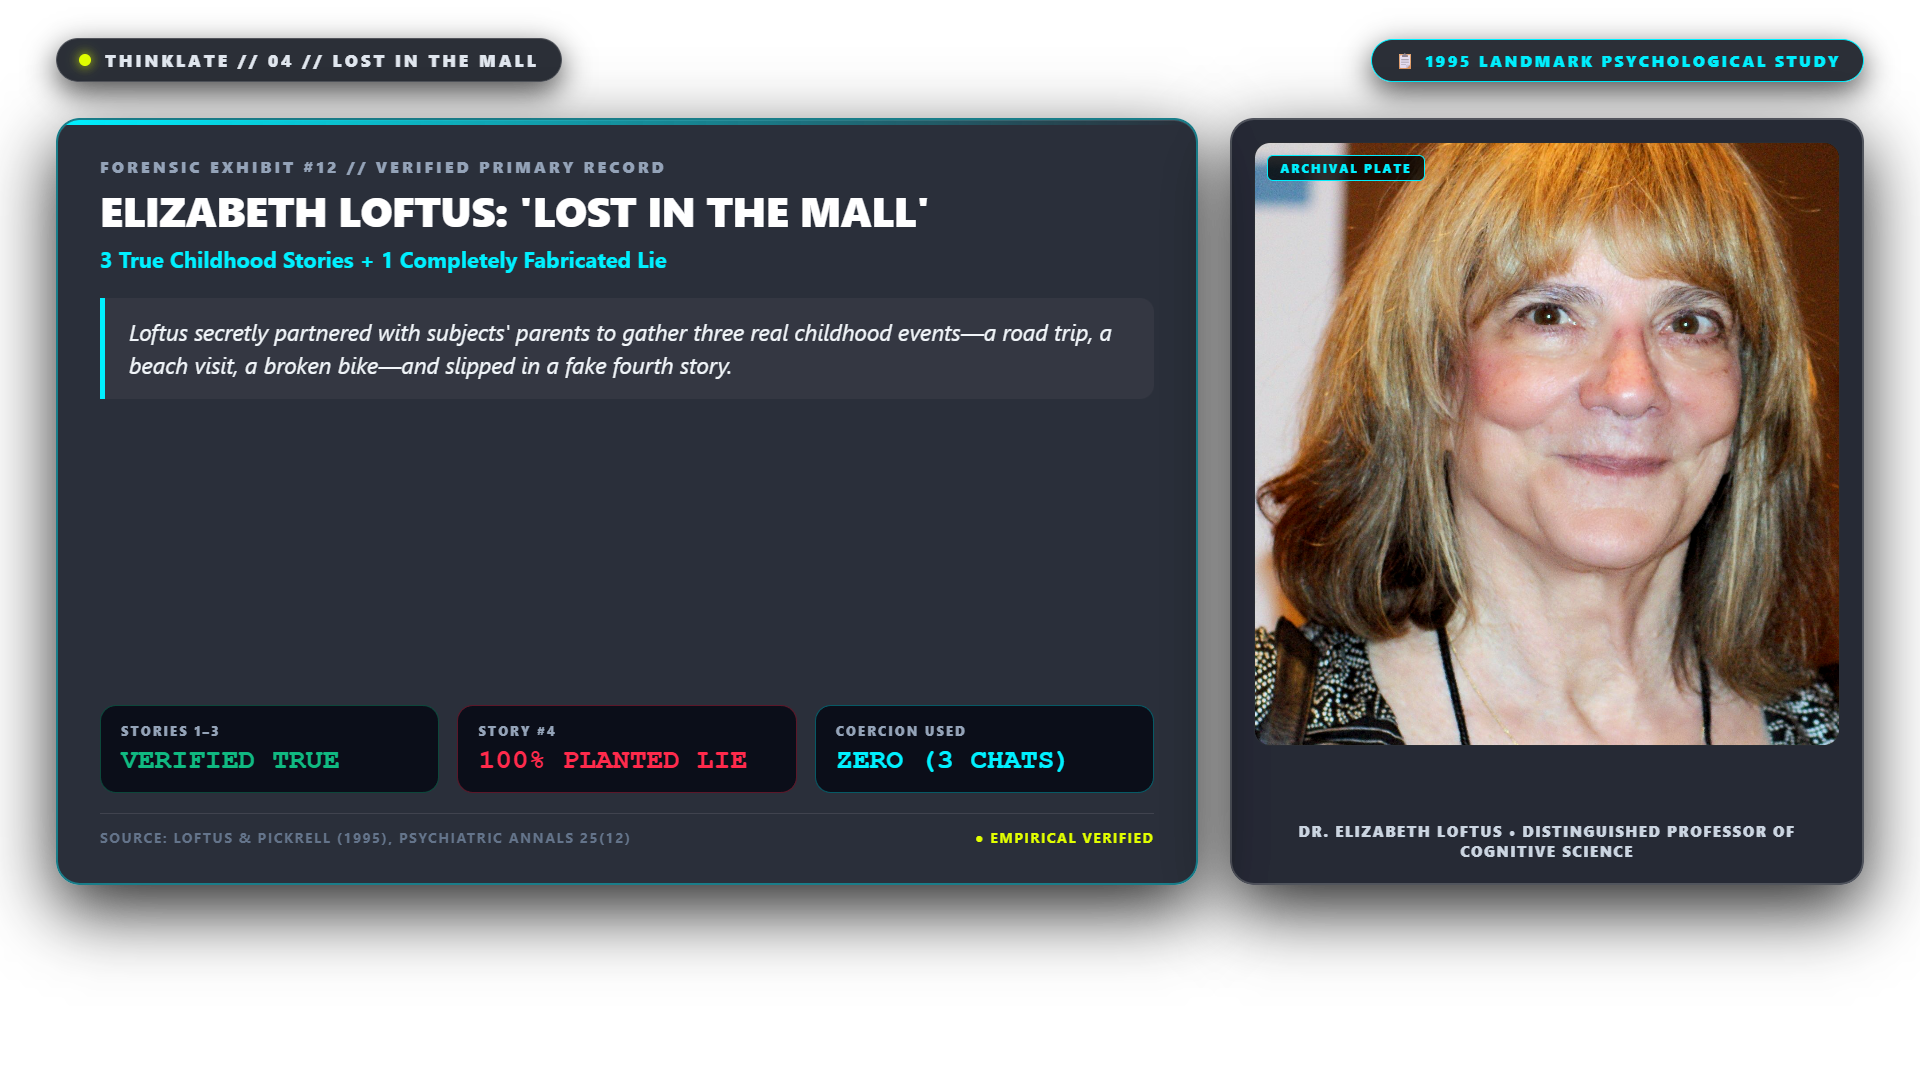 THINKLATE // 04 // LOST IN THE MALL
📋 1995 LANDMARK PSYCHOLOGICAL STUDY
FORENSIC EXHIBIT #12 // VERIFIED PRIMARY RECORD
ELIZABETH LOFTUS: 'LOST IN THE MALL'
3 True Childhood Stories + 1 Completely Fabricated Lie
Loftus secretly partnered with subjects' parents to gather three real childhood events—a road trip, a
beach visit, a broken bike—and slipped in a fake fourth story.
STORIES 1–3
VERIFIED TRUE
STORY #4
100% PLANTED LIE
COERCION USED
ZERO (3 CHATS)
SOURCE: LOFTUS & PICKRELL (1995), PSYCHIATRIC ANNALS 25(12)
● EMPIRICAL VERIFIED
ARCHIVAL PLATE
DR. ELIZABETH LOFTUS • DISTINGUISHED PROFESSOR OF
COGNITIVE SCIENCE